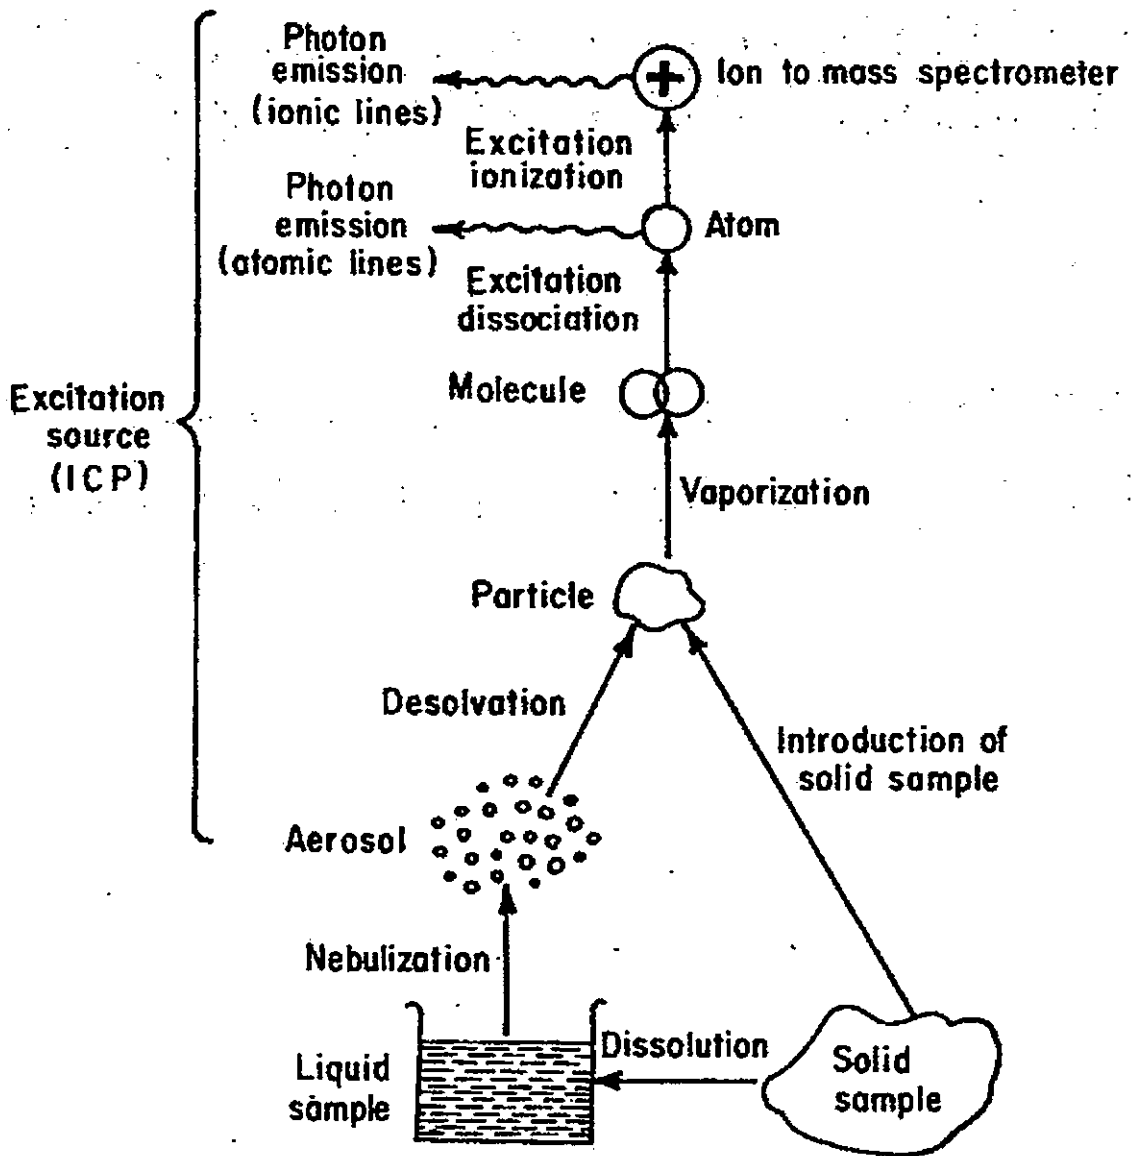 Photon
emission
(ionic lines)
Ion to mass spectrometer
Excitation
ionization
Photon
emission
(atomic lines)
Atom
Excitation
dissociation
Molecule
Excitation
source
(ICP)
Vaporization
Particle
Desolvation
Introduction of
solid sample
Aerosol
Nebulization
Dissolution
Liquid
sample
Solid
sample